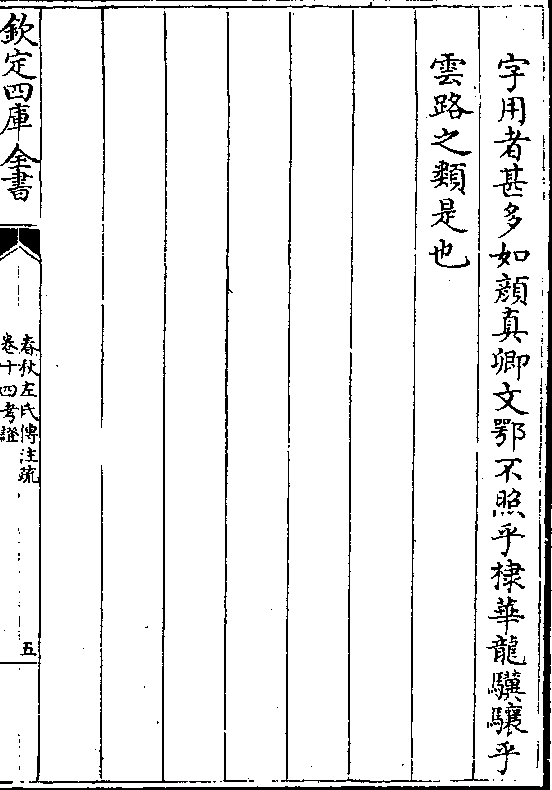 字用者甚多如顔真卿文鄂不照乎棣華龍驥驤乎
雲路之類是也
欽定四庫全書
春秋左氏傳注疏
卷十四考證
五